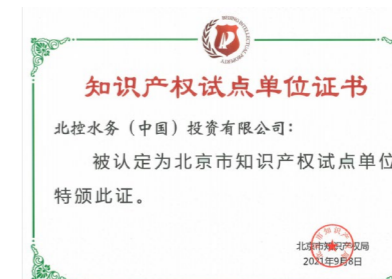 知识产权试点单位证书
北控水务（中国）投资有限公司：
被认定为北京市知识产权试点单位
特颁此证。
北京市知识产权局
2021年9月8日